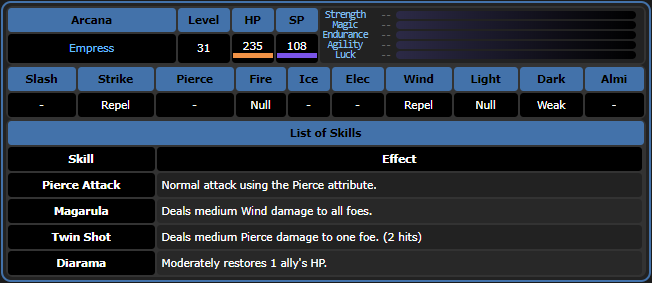 Arcana Level HP SP
Empress 31 235 108
Strength --
Magic --
Endurance --
Agility --
Luck --
Slash Strike Pierce Fire Ice Elec Wind Light Dark Almi
- Repel - Null - - Repel Null Weak -
List of Skills
Skill Effect
Pierce Attack Normal attack using the Pierce attribute.
Magarula Deals medium Wind damage to all foes.
Twin Shot Deals medium Pierce damage to one foe. (2 hits)
Diarama Moderately restores 1 ally's HP.